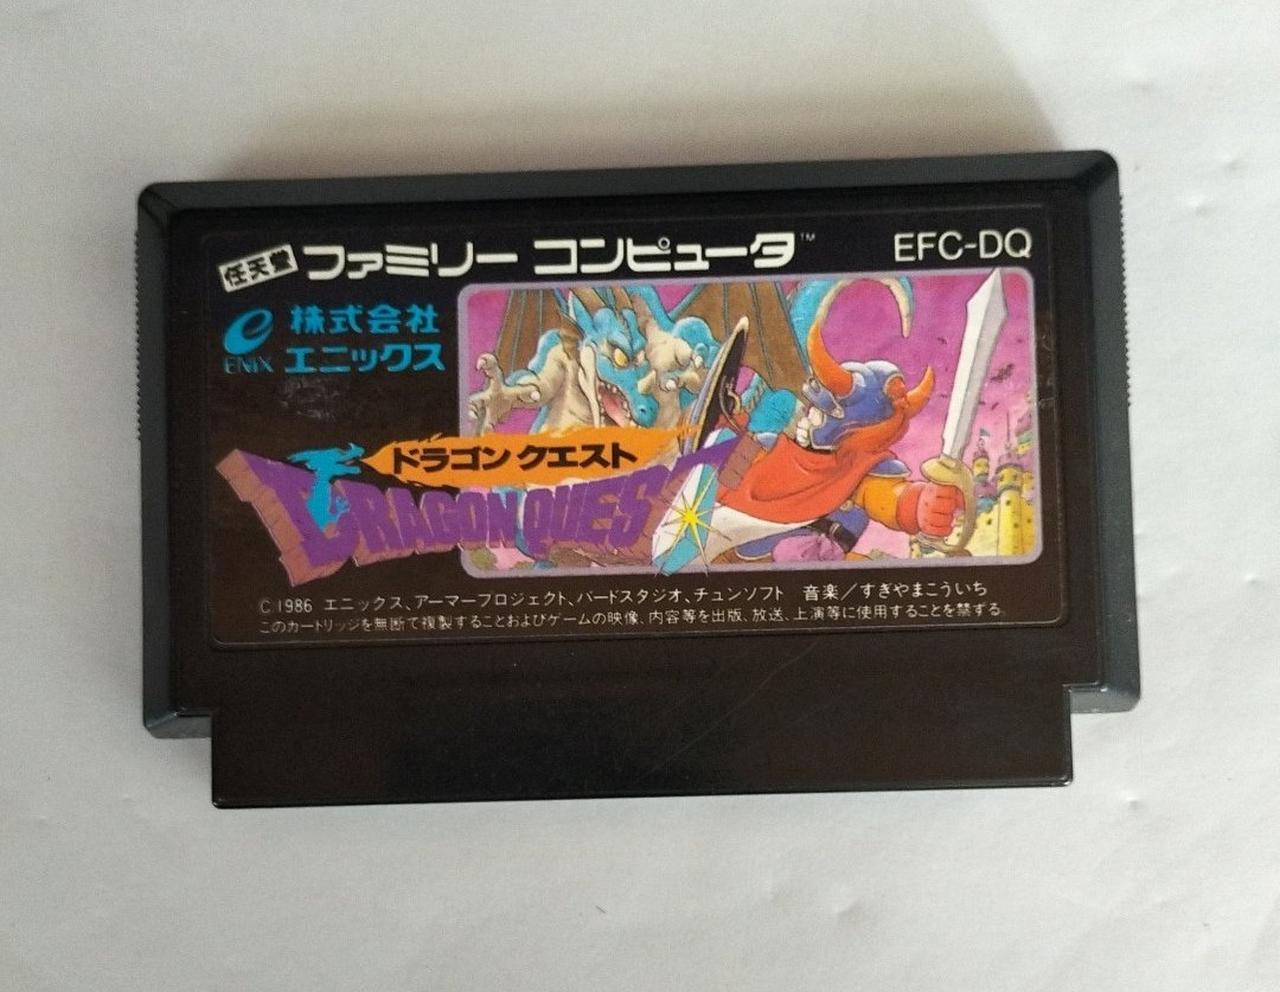 任天堂 ファミリー コンピュータ™ EFC-DQ
株式会社
ENIX エニックス
ドラゴン クエスト
DRAGON QUEST
© 1986 エニックス、アーマープロジェクト、バードスタジオ、チュンソフト 音楽／すぎやまこういち
このカートリッジを無断で複製することおよびゲームの映像、内容等を出版、放送、上演等に使用することを禁ずる。